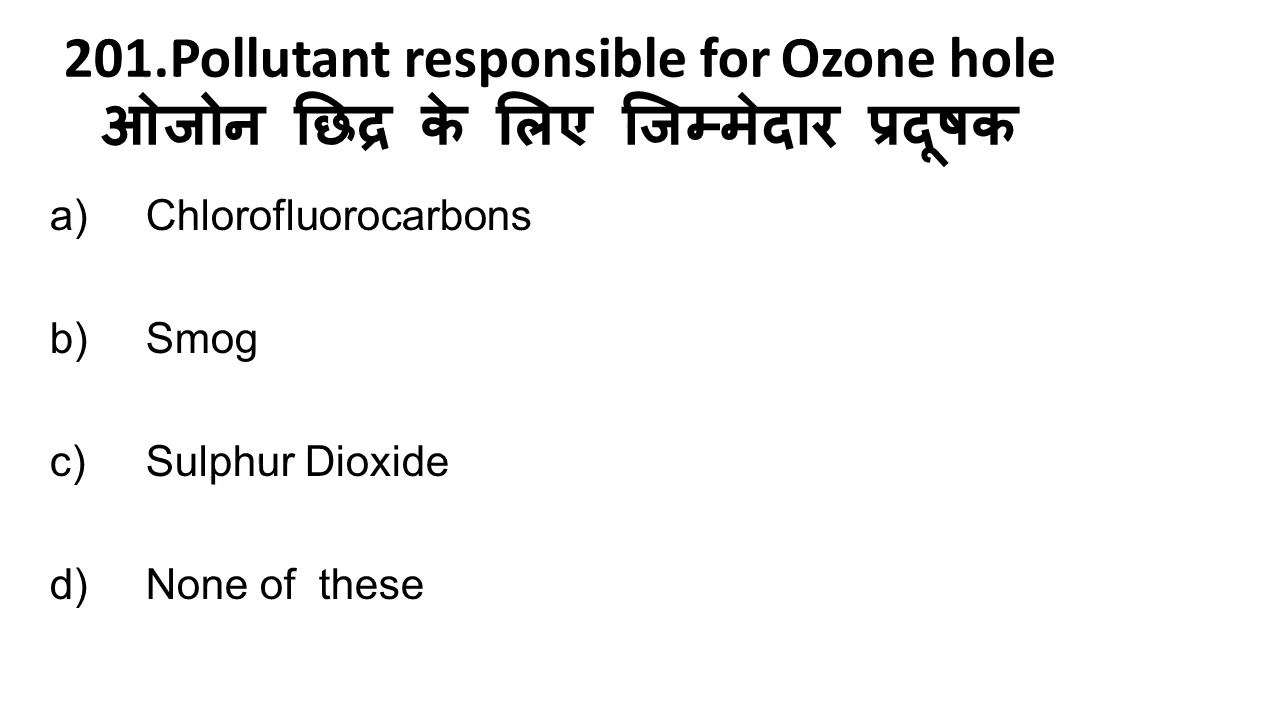 201.Pollutant responsible for Ozone hole
ओजोन छिद्र के लिए जिम्मेदार प्रदूषक
a) Chlorofluorocarbons
b) Smog
c) Sulphur Dioxide
d) None of these